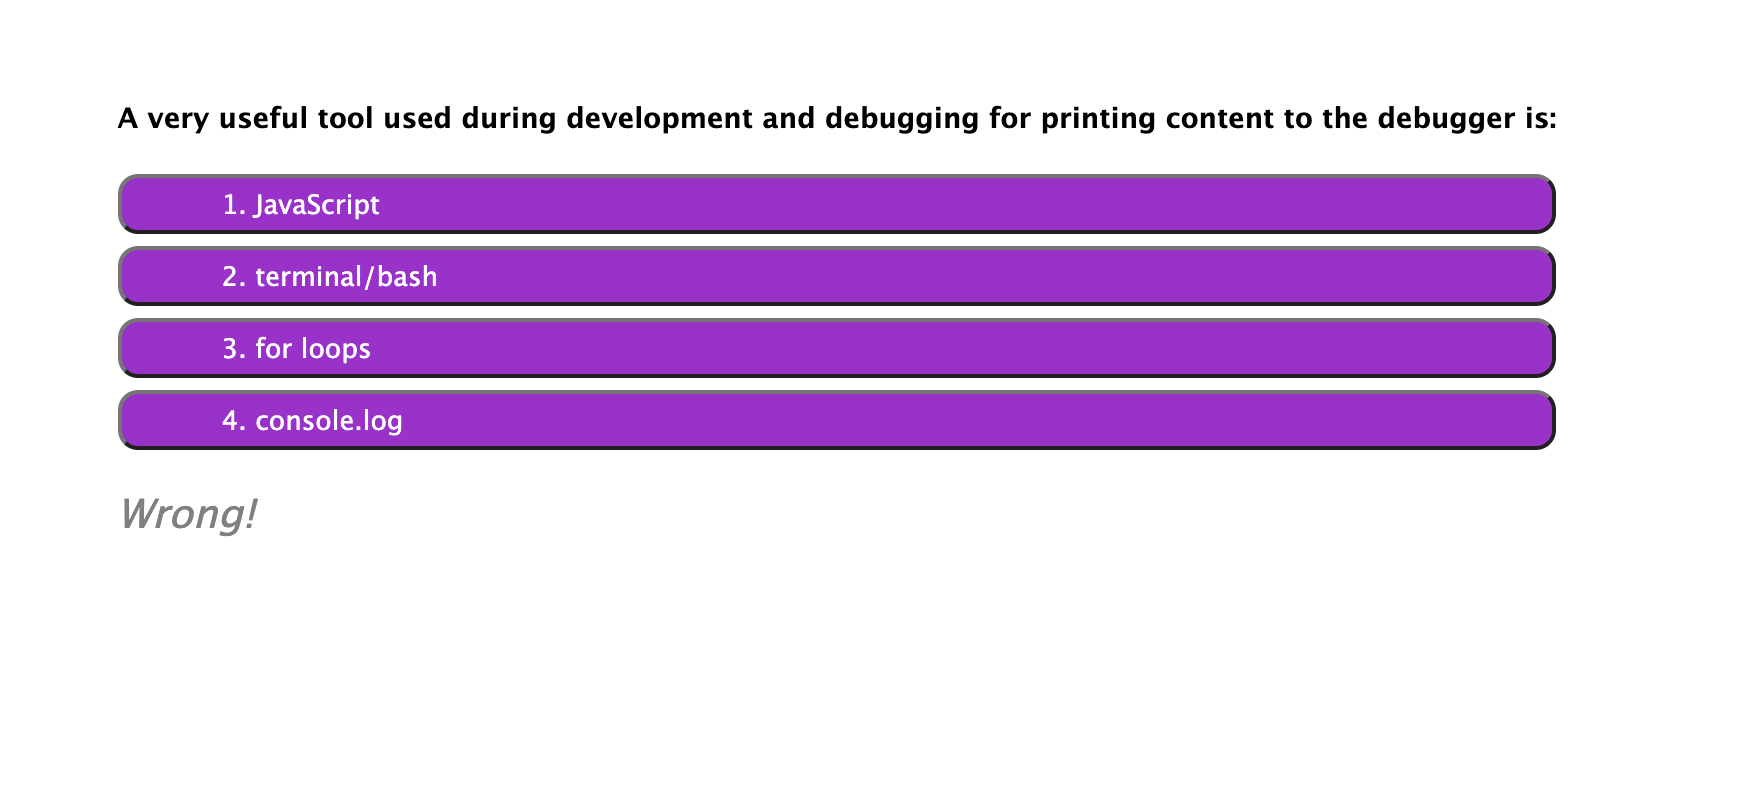 A very useful tool used during development and debugging for printing content to the debugger is:
1. JavaScript
2. terminal/bash
3. for loops
4. console.log
Wrong!